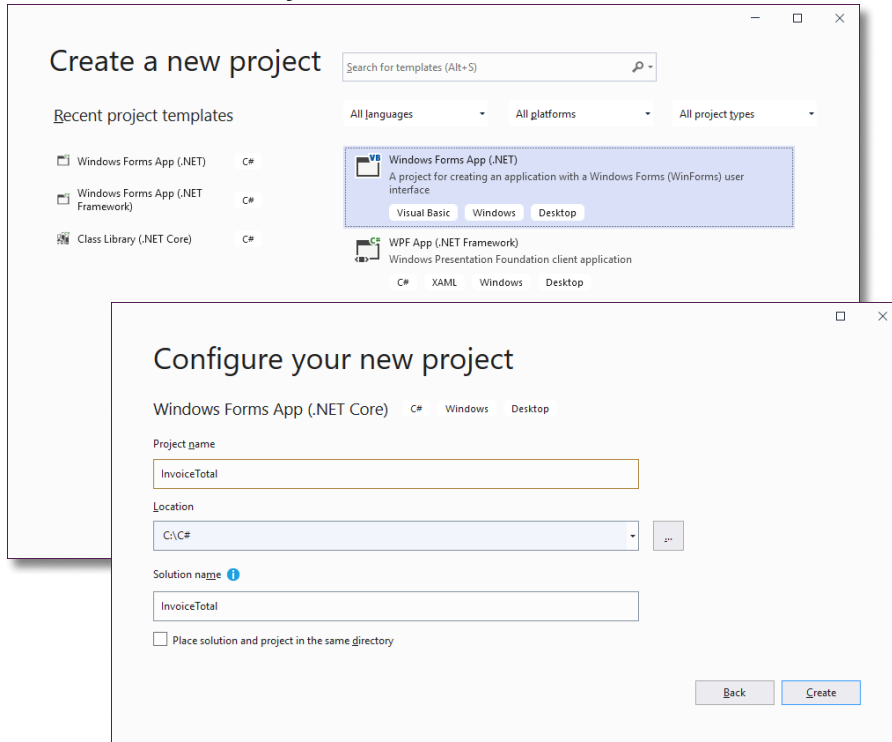 Create a new project
Search for templates (Alt+S)
Recent project templates
All languages
All platforms
All project types
Windows Forms App (.NET) C#
Windows Forms App (.NET
Framework) C#
Class Library (.NET Core) C#
VB
Windows Forms App (.NET)
A project for creating an application with a Windows Forms (WinForms) user
interface
Visual Basic Windows Desktop
C#
WPF App (.NET Framework)
Windows Presentation Foundation client application
C# XAML Windows Desktop
Configure your new project
Windows Forms App (.NET Core) C# Windows Desktop
Project name
InvoiceTotal
Location
C:\C#
...
Solution name i
InvoiceTotal
Place solution and project in the same directory
Back
Create